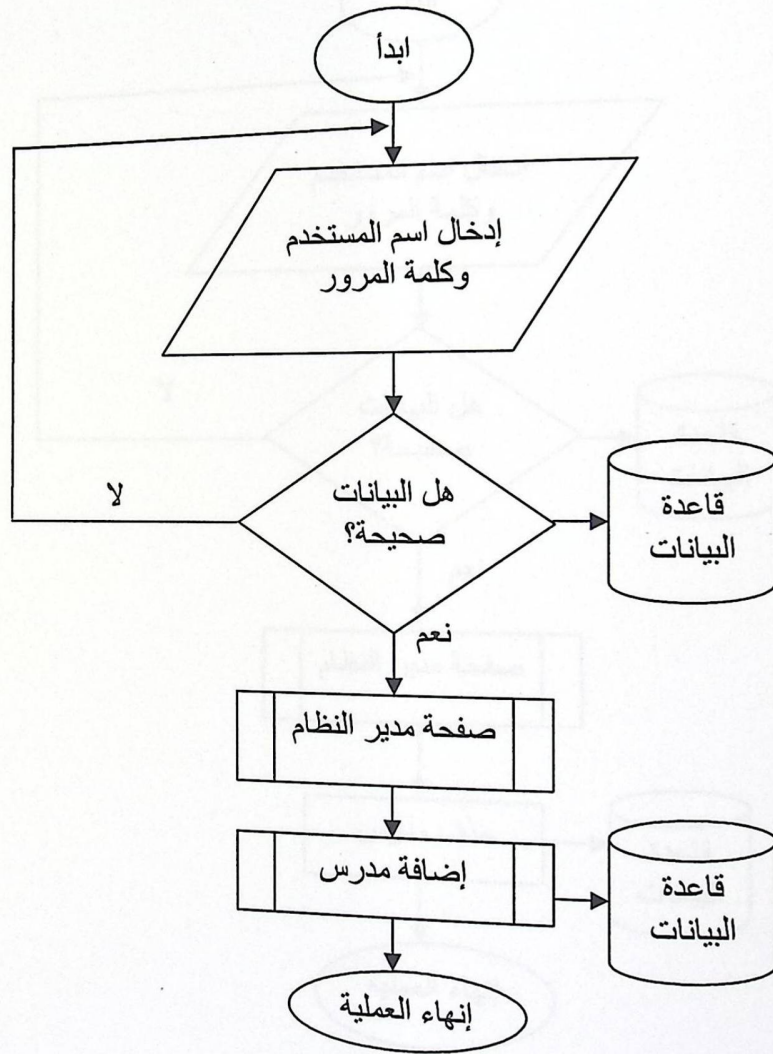 ابدأ
إدخال اسم المستخدم
وكلمة المرور
هل البيانات
صحيحة؟
لا
قاعدة
البيانات
نعم
صفحة مدير النظام
إضافة مدرس
قاعدة
البيانات
إنهاء العملية